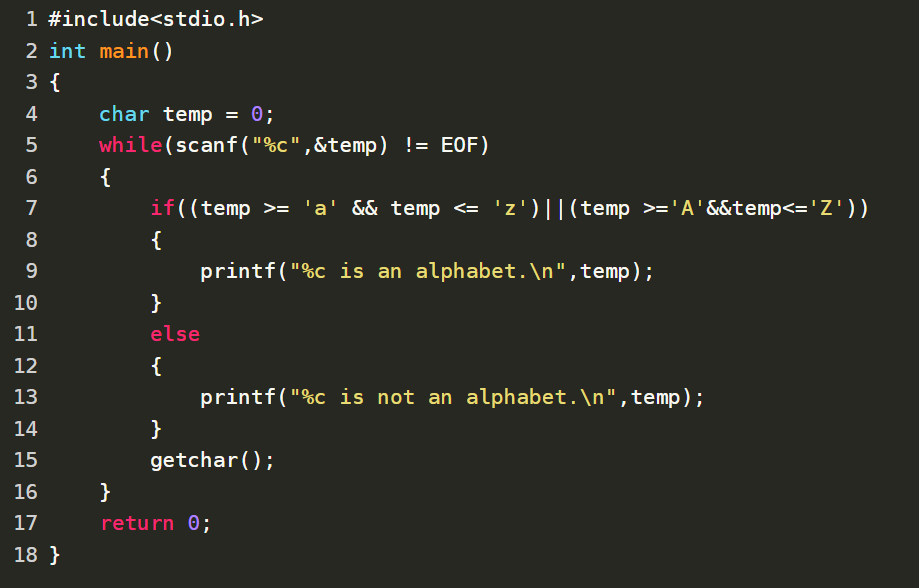 1 #include<stdio.h>
2 int main()
3 {
4     char temp = 0;
5     while(scanf("%c",&temp) != EOF)
6     {
7         if((temp >= 'a' && temp <= 'z')||(temp >='A'&&temp<='Z'))
8         {
9             printf("%c is an alphabet.\n",temp);
10         }
11         else
12         {
13             printf("%c is not an alphabet.\n",temp);
14         }
15         getchar();
16     }
17     return 0;
18 }